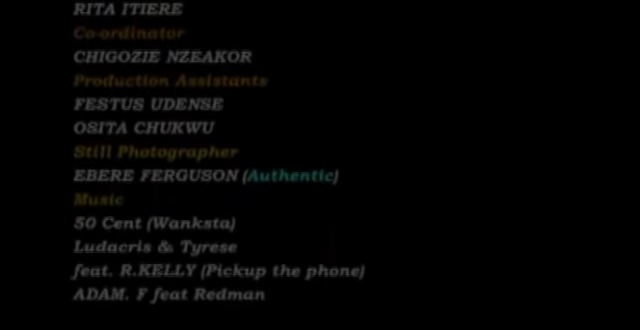 RITA ITIERE
Co-ordinator
CHIGOZIE NZEAKOR
Production Assistants
FESTUS UDENSE
OSITA CHUKWU
Still Photographer
EBERE FERGUSON (Authentic)
Music
50 Cent (Wanksta)
Ludacris & Tyrese
feat. R.KELLY (Pickup the phone)
ADAM. F feat Redman